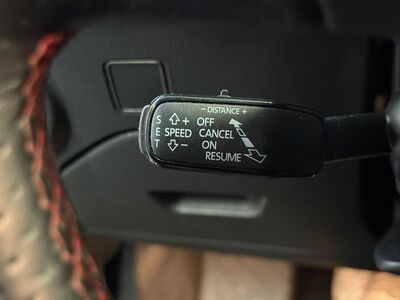 − DISTANCE +
S ⇧ + OFF
E SPEED CANCEL
T ⇩ − ON
RESUME